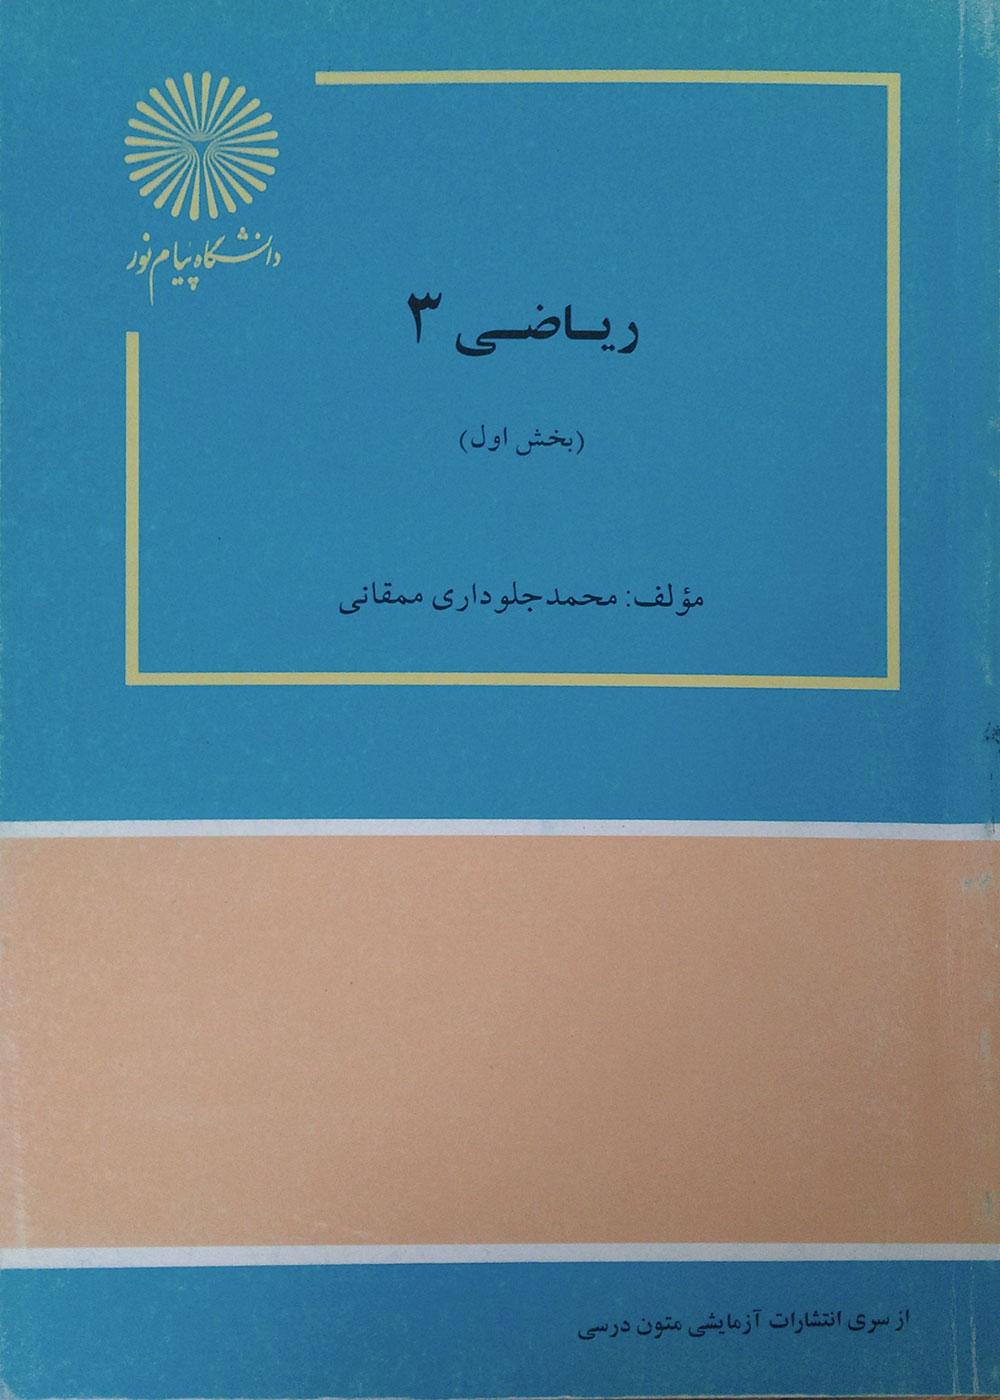 دانشگاه پیام نور
ریاضی ۳
(بخش اول)
مؤلف: محمد جلوداری ممقانی
از سری انتشارات آزمایشی متون درسی